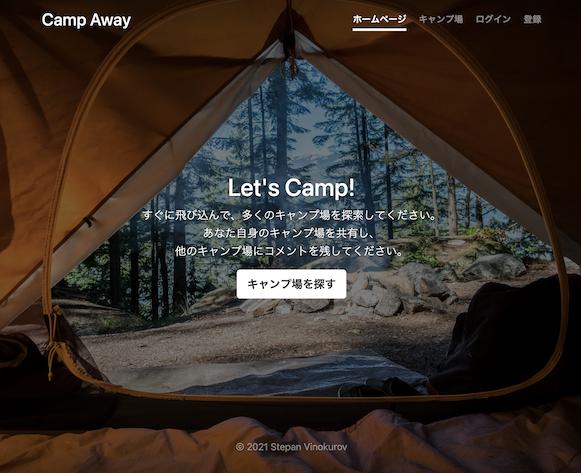 Camp Away
ホームページ キャンプ場 ログイン 登録
Let's Camp!
すぐに飛び込んで、多くのキャンプ場を探索してください。
あなた自身のキャンプ場を共有し、
他のキャンプ場にコメントを残してください。
キャンプ場を探す
© 2021 Stepan Vinokurov